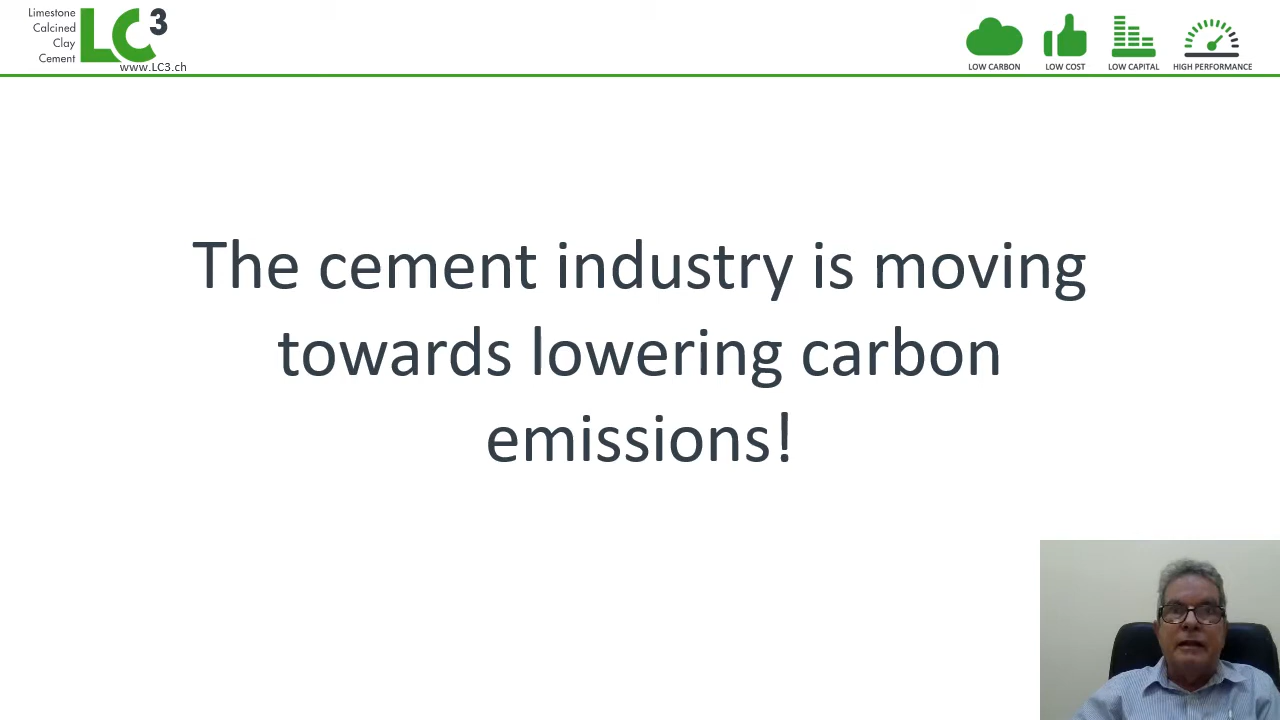 Limestone
Calcined
Clay
Cement
LC3
www.LC3.ch
LOW CARBON
LOW COST
LOW CAPITAL
HIGH PERFORMANCE
The cement industry is moving
towards lowering carbon
emissions!